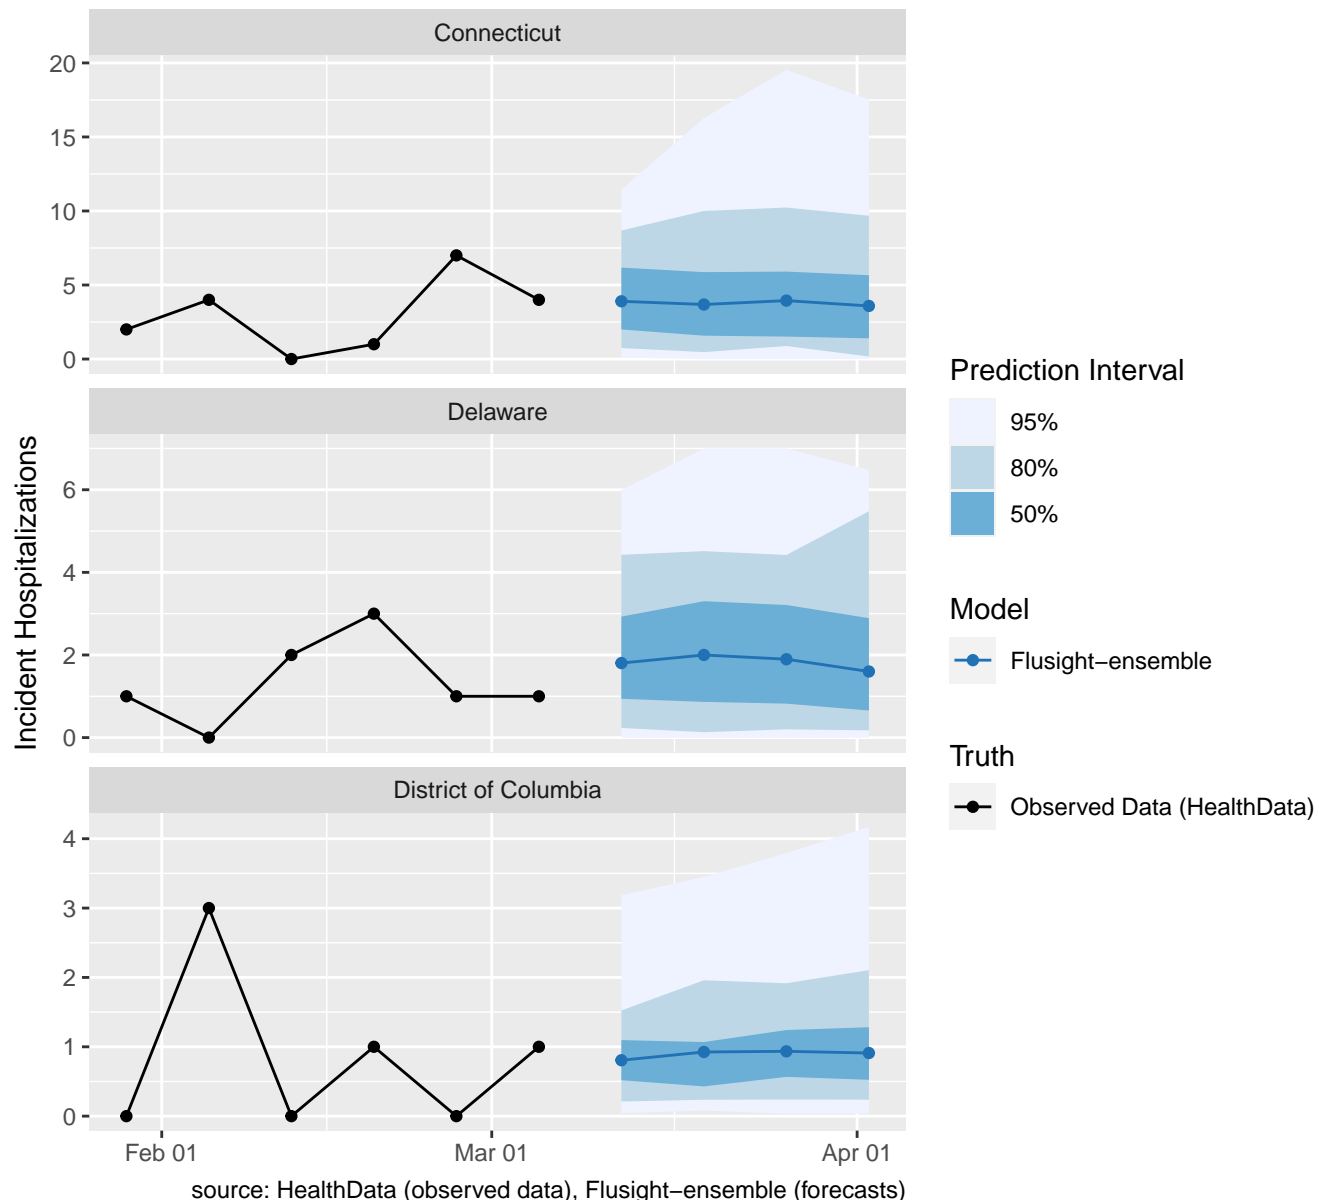 Connecticut
20
15
10
5
0
Delaware
6
4
2
0
District of Columbia
4
3
2
1
0
Feb 01
Mar 01
Apr 01
Incident Hospitalizations
source: HealthData (observed data), Flusight−ensemble (forecasts)
Prediction Interval
95%
80%
50%
Model
Flusight−ensemble
Truth
Observed Data (HealthData)